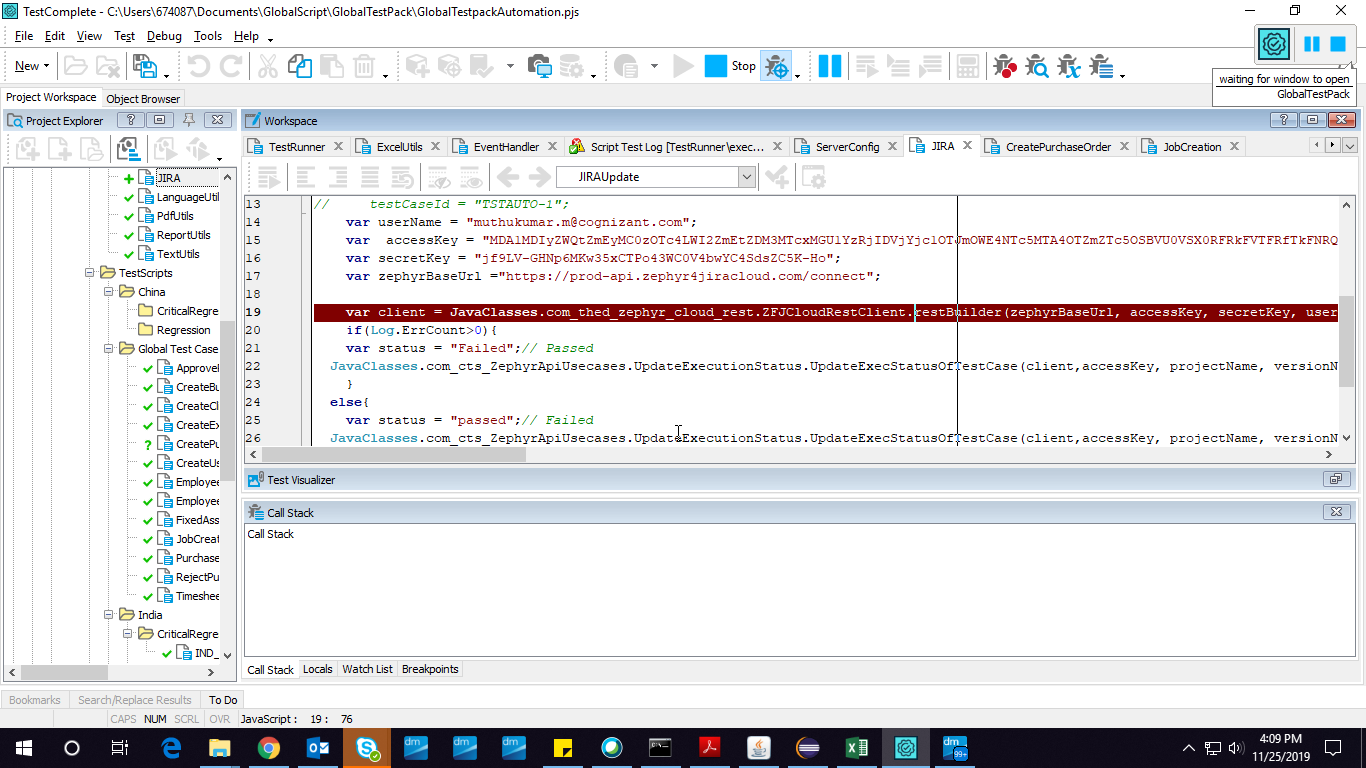 TestComplete - C:\Users\674087\Documents\GlobalScript\GlobalTestPack\GlobalTestpackAutomation.pjs
File Edit View Test Debug Tools Help
New Stop
waiting for window to open
GlobalTestPack
Project Workspace Object Browser
Project Explorer ? Workspace ?
TestRunner ExcelUtils EventHandler Script Test Log [TestRunner\exec... ServerConfig JIRA CreatePurchaseOrder JobCreation
JIRAUpdate
JIRA
LanguageUtil
PdfUtils
ReportUtils
TextUtils
TestScripts
China
CriticalRegre
Regression
Global Test Case
ApproveI
CreateBu
CreateCl
CreateEx
CreatePu
CreateUs
Employee
Employee
FixedAss
JobCreat
Purchase
RejectPu
Timeshee
India
CriticalRegre
IND_
13 // testCaseId = "TSTAUTO-1";
14 var userName = "muthukumar.m@cognizant.com";
15 var accessKey =
16 var secretKey =
17 var zephyrBaseUrl ="https://prod-api.zephyr4jiracloud.com/connect";
18
19 var client = JavaClasses.com_thed_zephyr_cloud_rest.ZFJCloudRestClient.restBuilder(zephyrBaseUrl, accessKey, secretKey, user
20 if(Log.ErrCount>0){
21 var status = "Failed";// Passed
22 JavaClasses.com_cts_ZephyrApiUsecases.UpdateExecutionStatus.UpdateExecStatusOfTestCase(client,accessKey, projectName, versionN
23 }
24 else{
25 var status = "passed";// Failed
26 JavaClasses.com_cts_ZephyrApiUsecases.UpdateExecutionStatus.UpdateExecStatusOfTestCase(client,accessKey, projectName, versionN
Test Visualizer
Call Stack
Call Stack
Call Stack Locals Watch List Breakpoints
Bookmarks Search/Replace Results To Do
CAPS NUM SCRL OVR JavaScript : 19 : 76
dm dm dm dm 99+
4:09 PM
11/25/2019